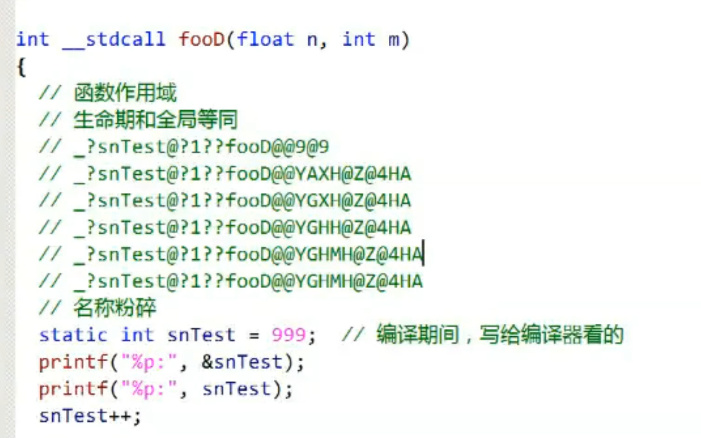 int __stdcall fooD(float n, int m)
{
// 函数作用域
// 生命期和全局等同
// _?snTest@?1??fooD@@9@9
// _?snTest@?1??fooD@@YAXH@Z@4HA
// _?snTest@?1??fooD@@YGXH@Z@4HA
// _?snTest@?1??fooD@@YGHH@Z@4HA
// _?snTest@?1??fooD@@YGHMH@Z@4HA
// _?snTest@?1??fooD@@YGHMH@Z@4HA
// 名称粉碎
static int snTest = 999; // 编译期间，写给编译器看的
printf("%p:", &snTest);
printf("%p:", snTest);
snTest++;